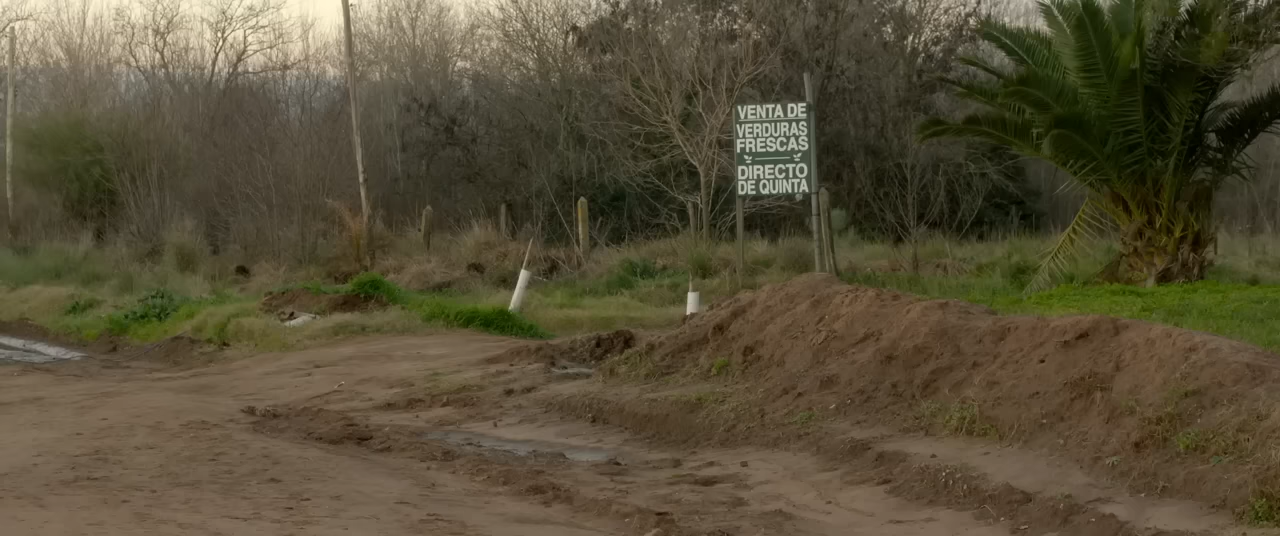 VENTA DE
VERDURAS
FRESCAS
DIRECTO
DE QUINTA